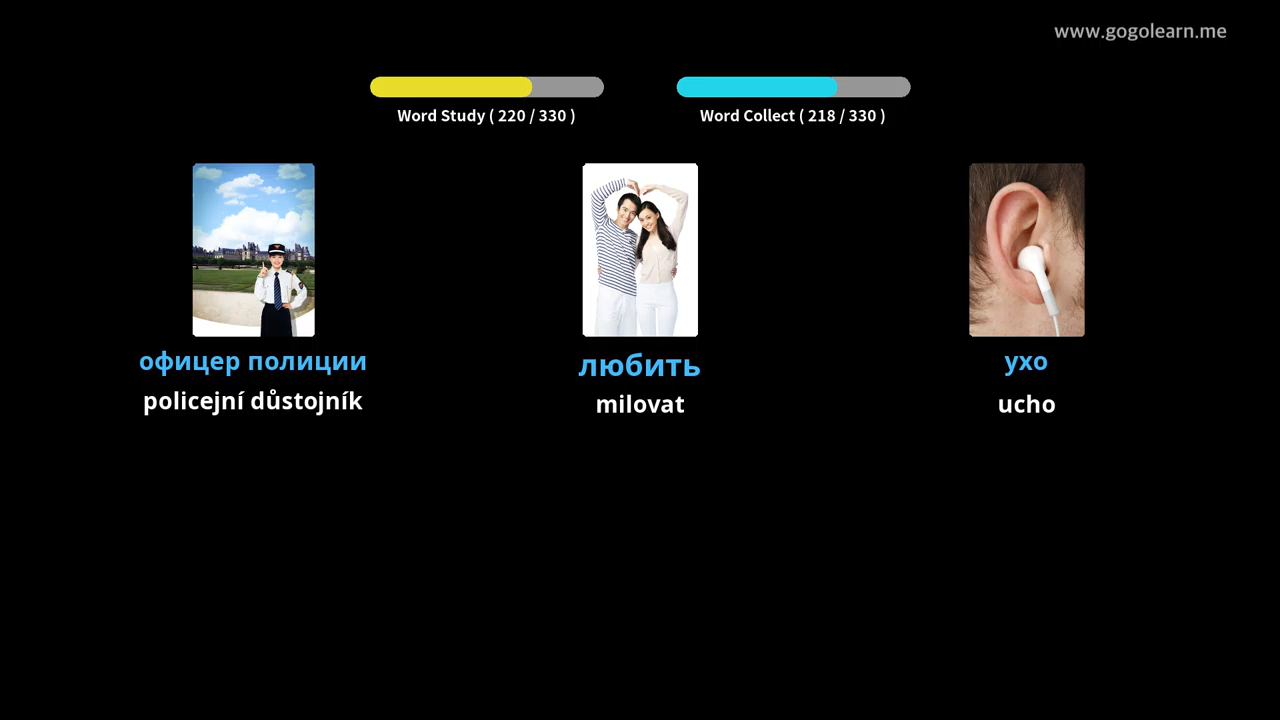 www.gogolearn.me
Word Study ( 220 / 330 )
Word Collect ( 218 / 330 )
офицер полиции
policejní důstojník
любить
milovat
ухо
ucho